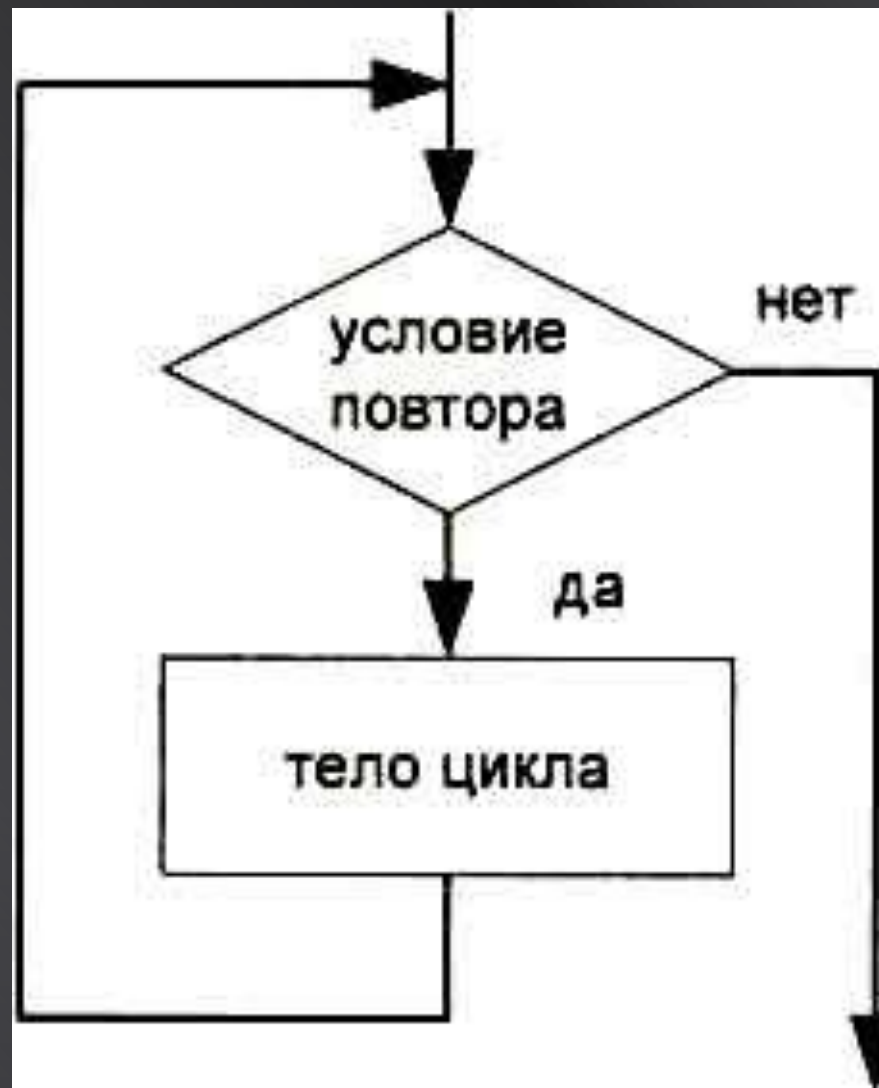 условие
повтора
нет
да
тело цикла